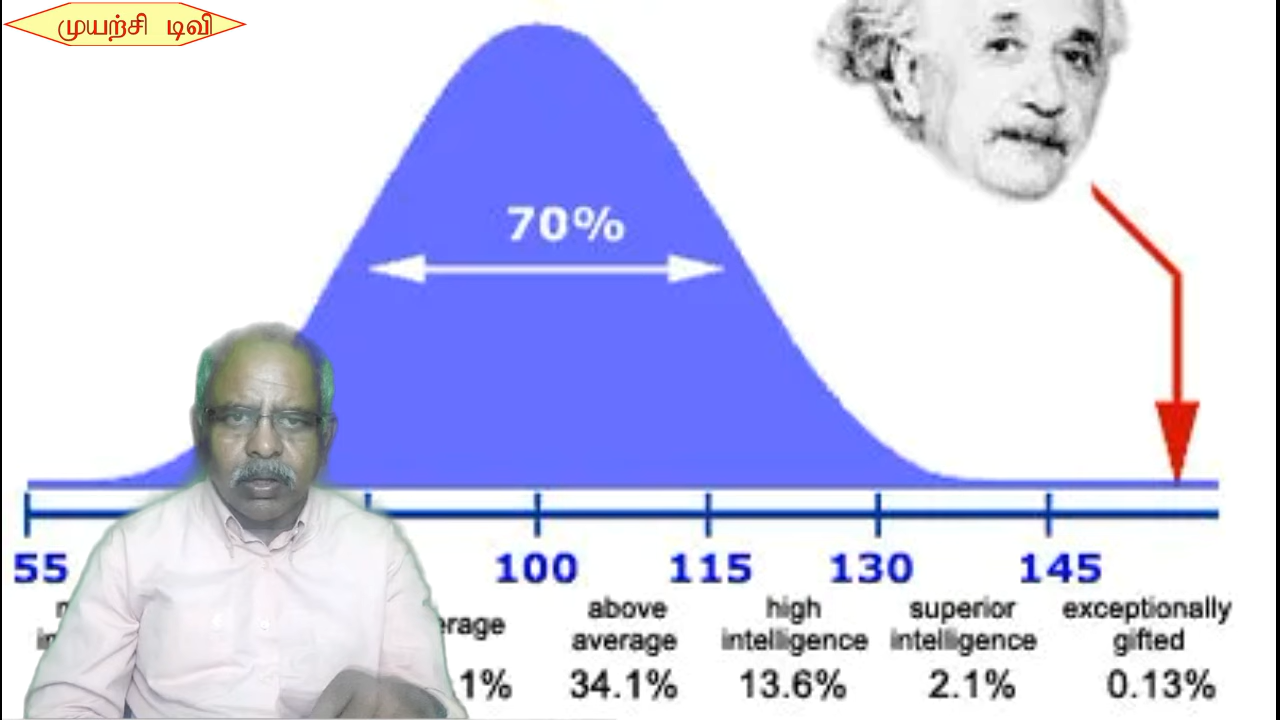 முயற்சி டிவி
70%
55 100 115 130 145
above average
high intelligence
superior intelligence
exceptionally gifted
34.1% 13.6% 2.1% 0.13%